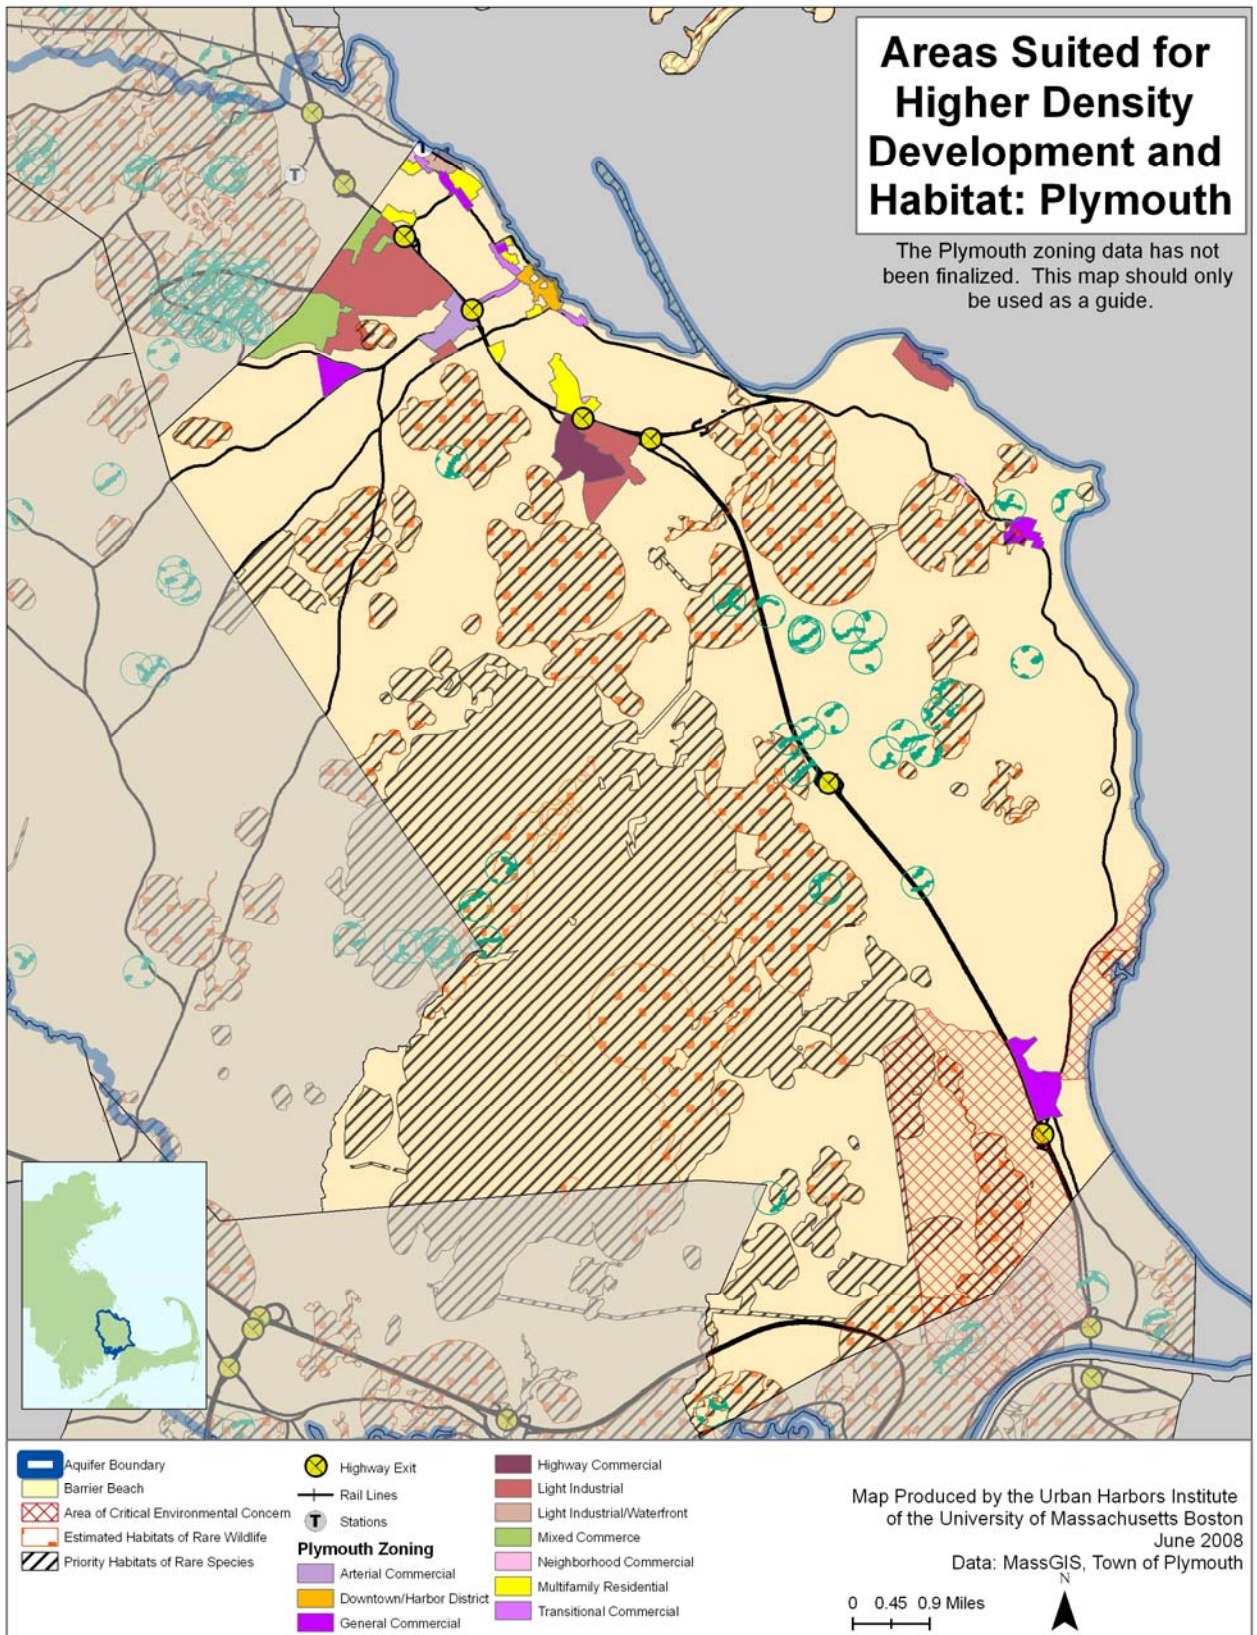 Areas Suited for
Higher Density
Development and
Habitat: Plymouth
The Plymouth zoning data has not
been finalized. This map should only
be used as a guide.
T
T
Aquifer Boundary
Barrier Beach
Area of Critical Environmental Concern
Estimated Habitats of Rare Wildlife
Priority Habitats of Rare Species
Highway Exit
Rail Lines
T
Stations
Plymouth Zoning
Arterial Commercial
Downtown/Harbor District
General Commercial
Highway Commercial
Light Industrial
Light Industrial/Waterfront
Mixed Commerce
Neighborhood Commercial
Multifamily Residential
Transitional Commercial
Map Produced by the Urban Harbors Institute
of the University of Massachusetts Boston
June 2008
Data: MassGIS, Town of Plymouth
N
0 0.45 0.9 Miles